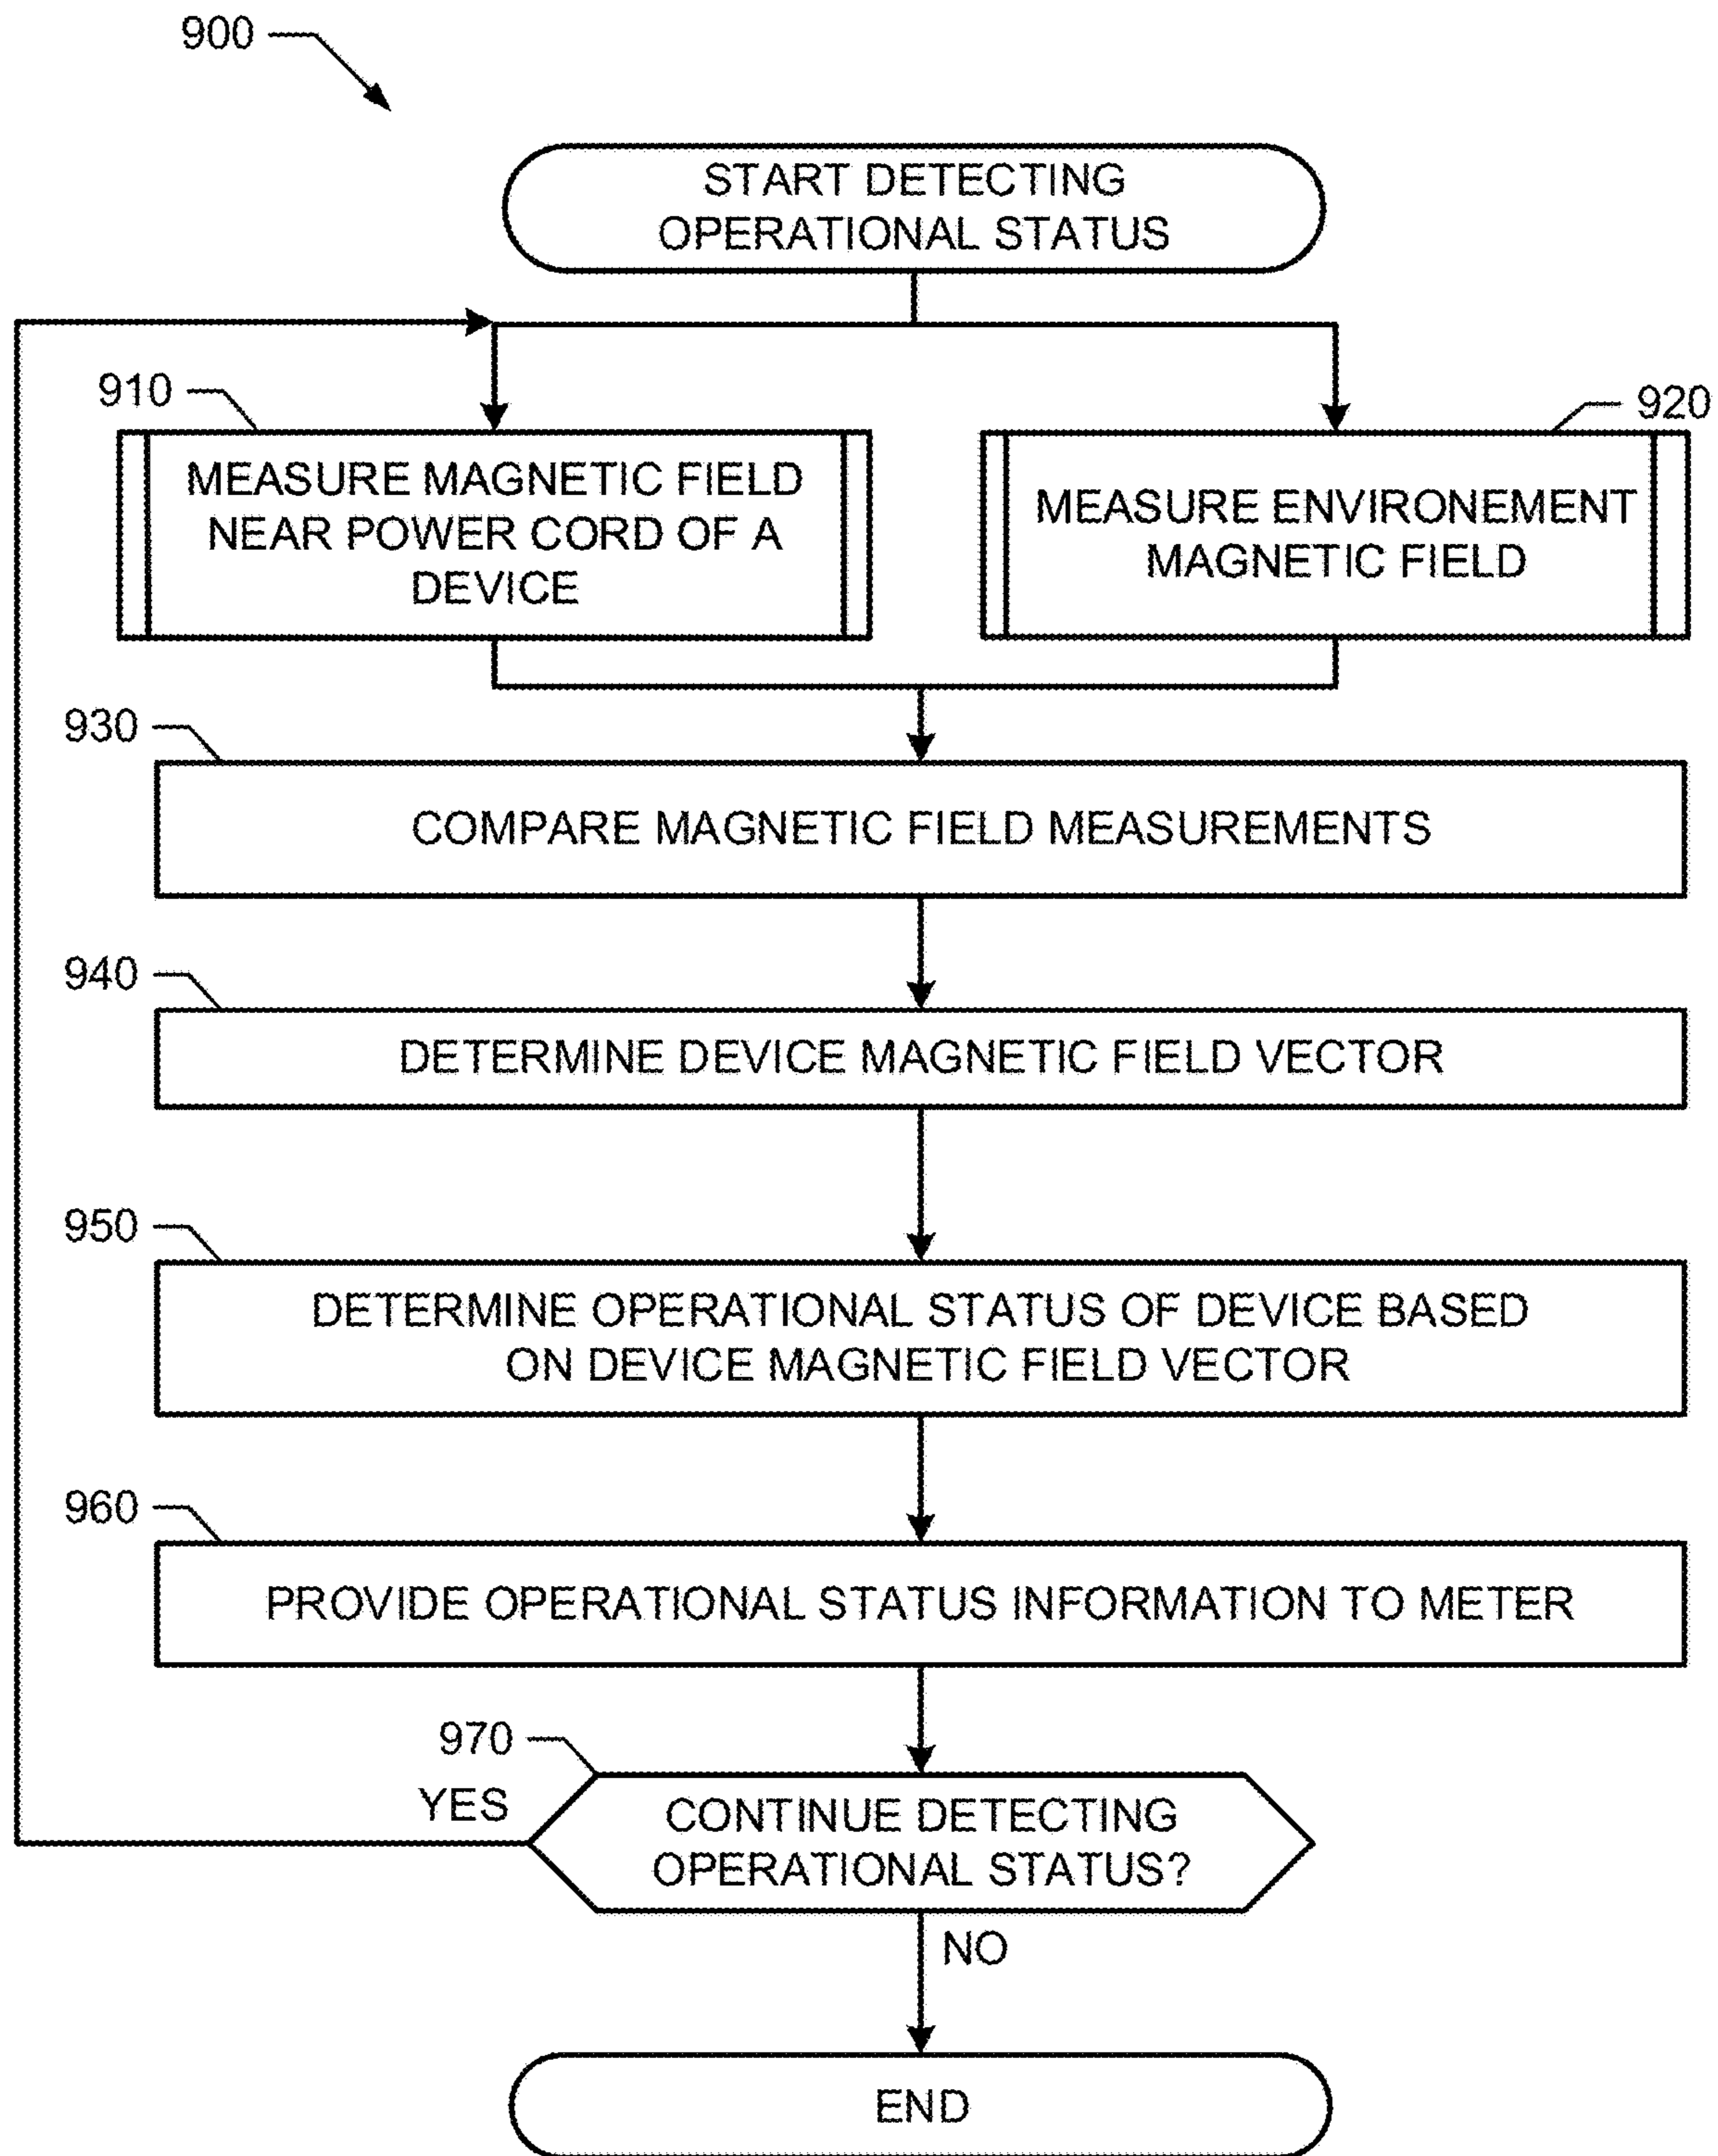 900
START DETECTING
OPERATIONAL STATUS
910
MEASURE MAGNETIC FIELD
NEAR POWER CORD OF A
DEVICE
920
MEASURE ENVIRONEMENT
MAGNETIC FIELD
930
COMPARE MAGNETIC FIELD MEASUREMENTS
940
DETERMINE DEVICE MAGNETIC FIELD VECTOR
950
DETERMINE OPERATIONAL STATUS OF DEVICE BASED
ON DEVICE MAGNETIC FIELD VECTOR
960
PROVIDE OPERATIONAL STATUS INFORMATION TO METER
970
YES
CONTINUE DETECTING
OPERATIONAL STATUS?
NO
END